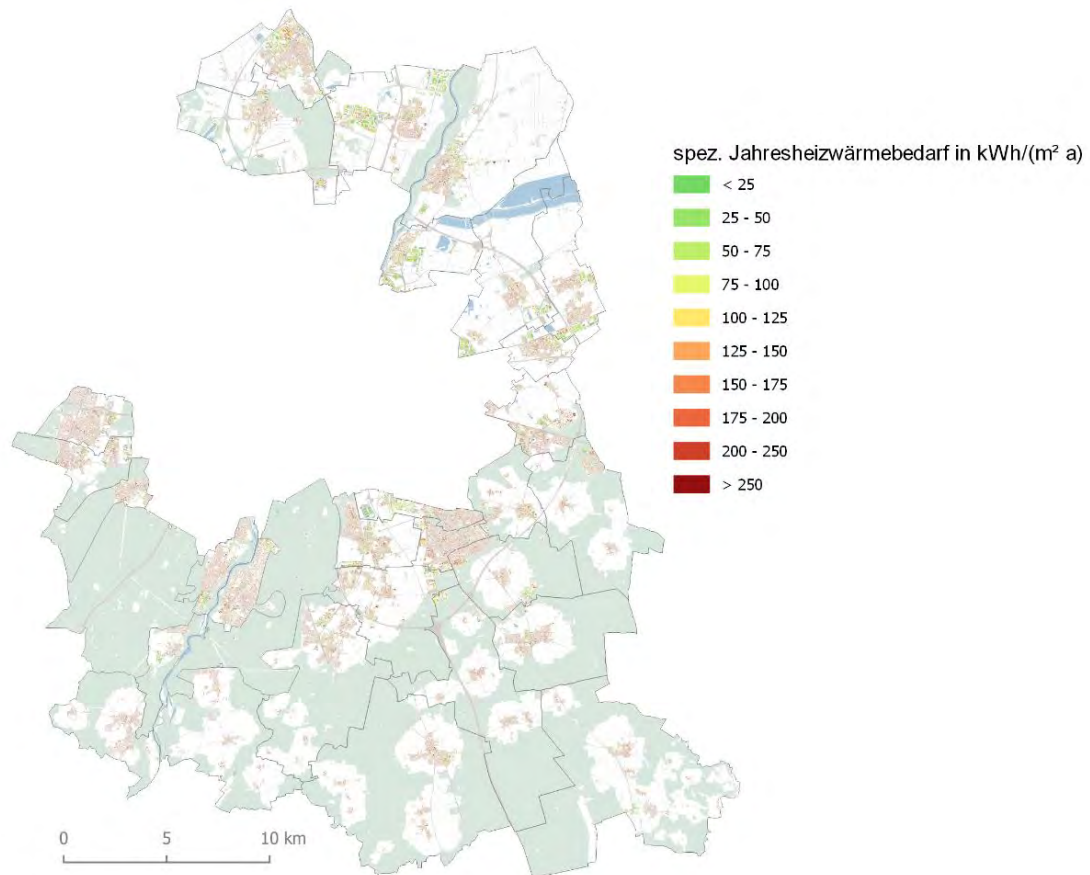 spez. Jahresheizwärmebedarf in kWh/(m² a)
< 25
25 - 50
50 - 75
75 - 100
100 - 125
125 - 150
150 - 175
175 - 200
200 - 250
> 250
0 5 10 km